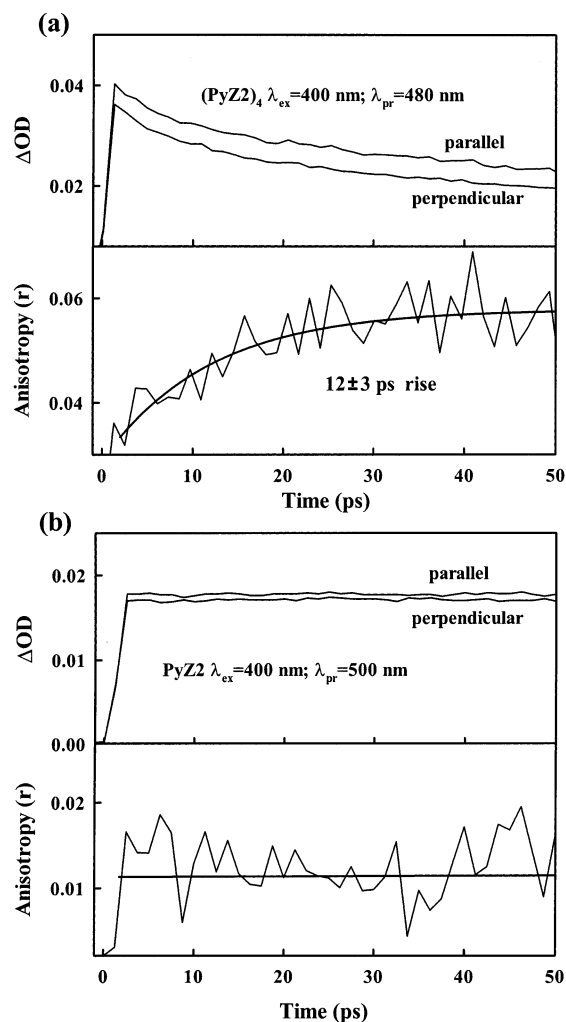 (a)
0.04
0.02
ΔOD
(PyZ2)4 λex=400 nm; λpr=480 nm
parallel
perpendicular
0.06
0.04
Anisotropy (r)
12±3 ps rise
0 10 20 30 40 50
Time (ps)
(b)
0.02
0.01
0.00
ΔOD
parallel
perpendicular
PyZ2 λex=400 nm; λpr=500 nm
0.02
0.01
Anisotropy (r)
0 10 20 30 40 50
Time (ps)